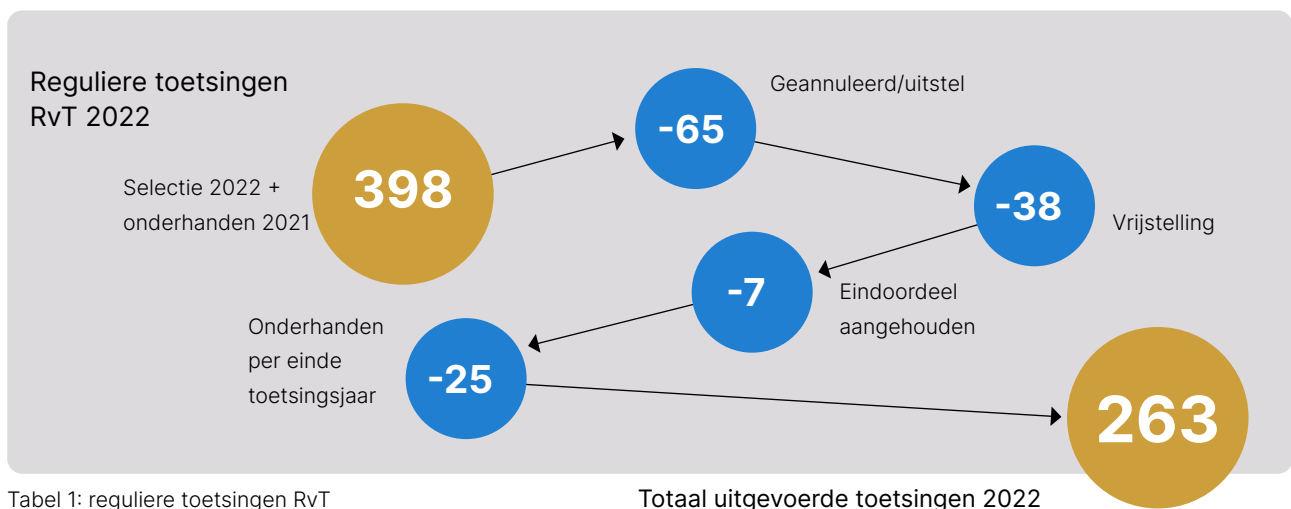 Reguliere toetsingen
RvT 2022
Selectie 2022 +
onderhanden 2021
398
-65
Geannuleerd/uitstel
-38
Vrijstelling
-7
Eindoordeel
aangehouden
Onderhanden
per einde
toetsingsjaar
-25
263
Tabel 1: reguliere toetsingen RvT
Totaal uitgevoerde toetsingen 2022